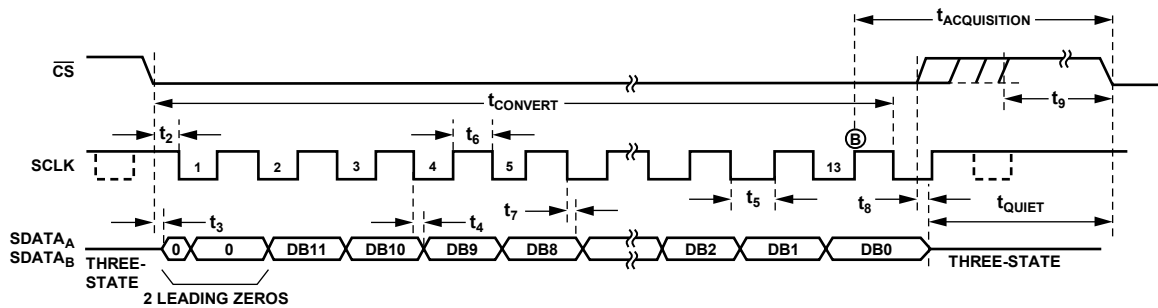 tACQUISITION
CS
tCONVERT
t9
t2
t6
B
SCLK
1
2
3
4
5
13
t3
t4
t7
t5
t8
tQUIET
SDATAA
SDATAB
0
0
DB11
DB10
DB9
DB8
DB2
DB1
DB0
THREE-
STATE
THREE-STATE
2 LEADING ZEROS